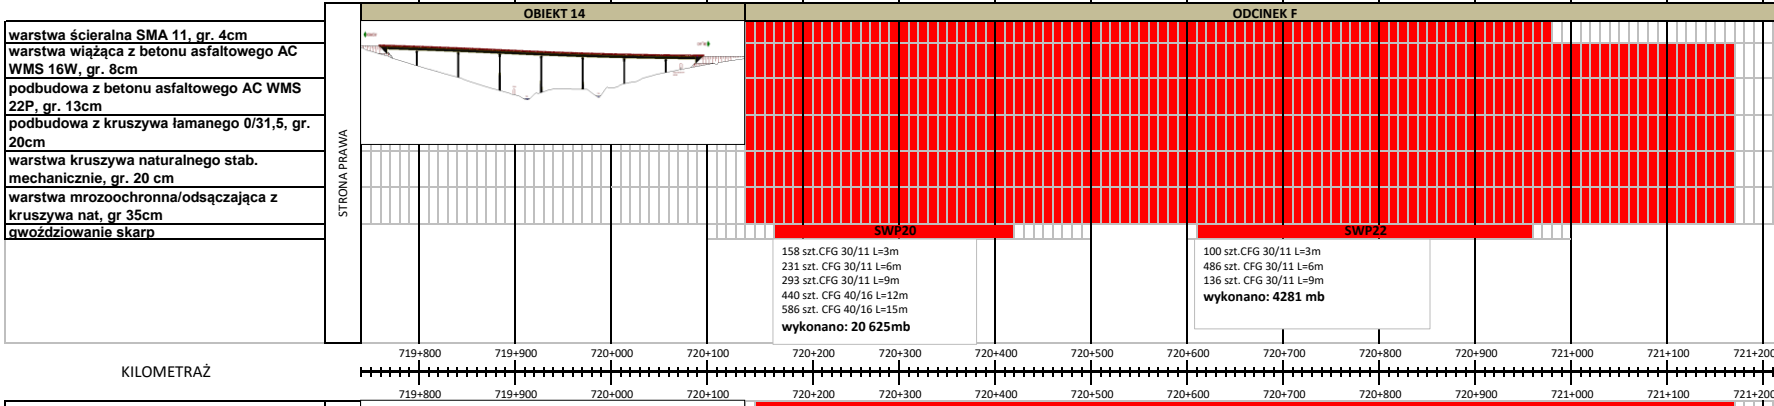 OBIEKT 14
ODCINEK F
warstwa ścieralna SMA 11, gr. 4cm
warstwa wiążąca z betonu asfaltowego AC
WMS 16W, gr. 8cm
podbudowa z betonu asfaltowego AC WMS
22P, gr. 13cm
podbudowa z kruszywa łamanego 0/31,5, gr.
20cm
warstwa kruszywa naturalnego stab.
mechanicznie, gr. 20 cm
warstwa mrozoochronna/odsączająca z
kruszywa nat, gr 35cm
gwoździowanie skarp
STRONA PRAWA
SWP20
SWP22
158 szt.CFG 30/11 L=3m
231 szt. CFG 30/11 L=6m
293 szt. CFG 30/11 L=9m
440 szt. CFG 40/16 L=12m
586 szt. CFG 40/16 L=15m
wykonano: 20 625mb
100 szt.CFG 30/11 L=3m
486 szt. CFG 30/11 L=6m
136 szt. CFG 30/11 L=9m
wykonano: 4281 mb
719+800 719+900 720+000 720+100 720+200 720+300 720+400 720+500 720+600 720+700 720+800 720+900 721+000 721+100 721+200
KILOMETRAŻ
719+800 719+900 720+000 720+100 720+200 720+300 720+400 720+500 720+600 720+700 720+800 720+900 721+000 721+100 721+200